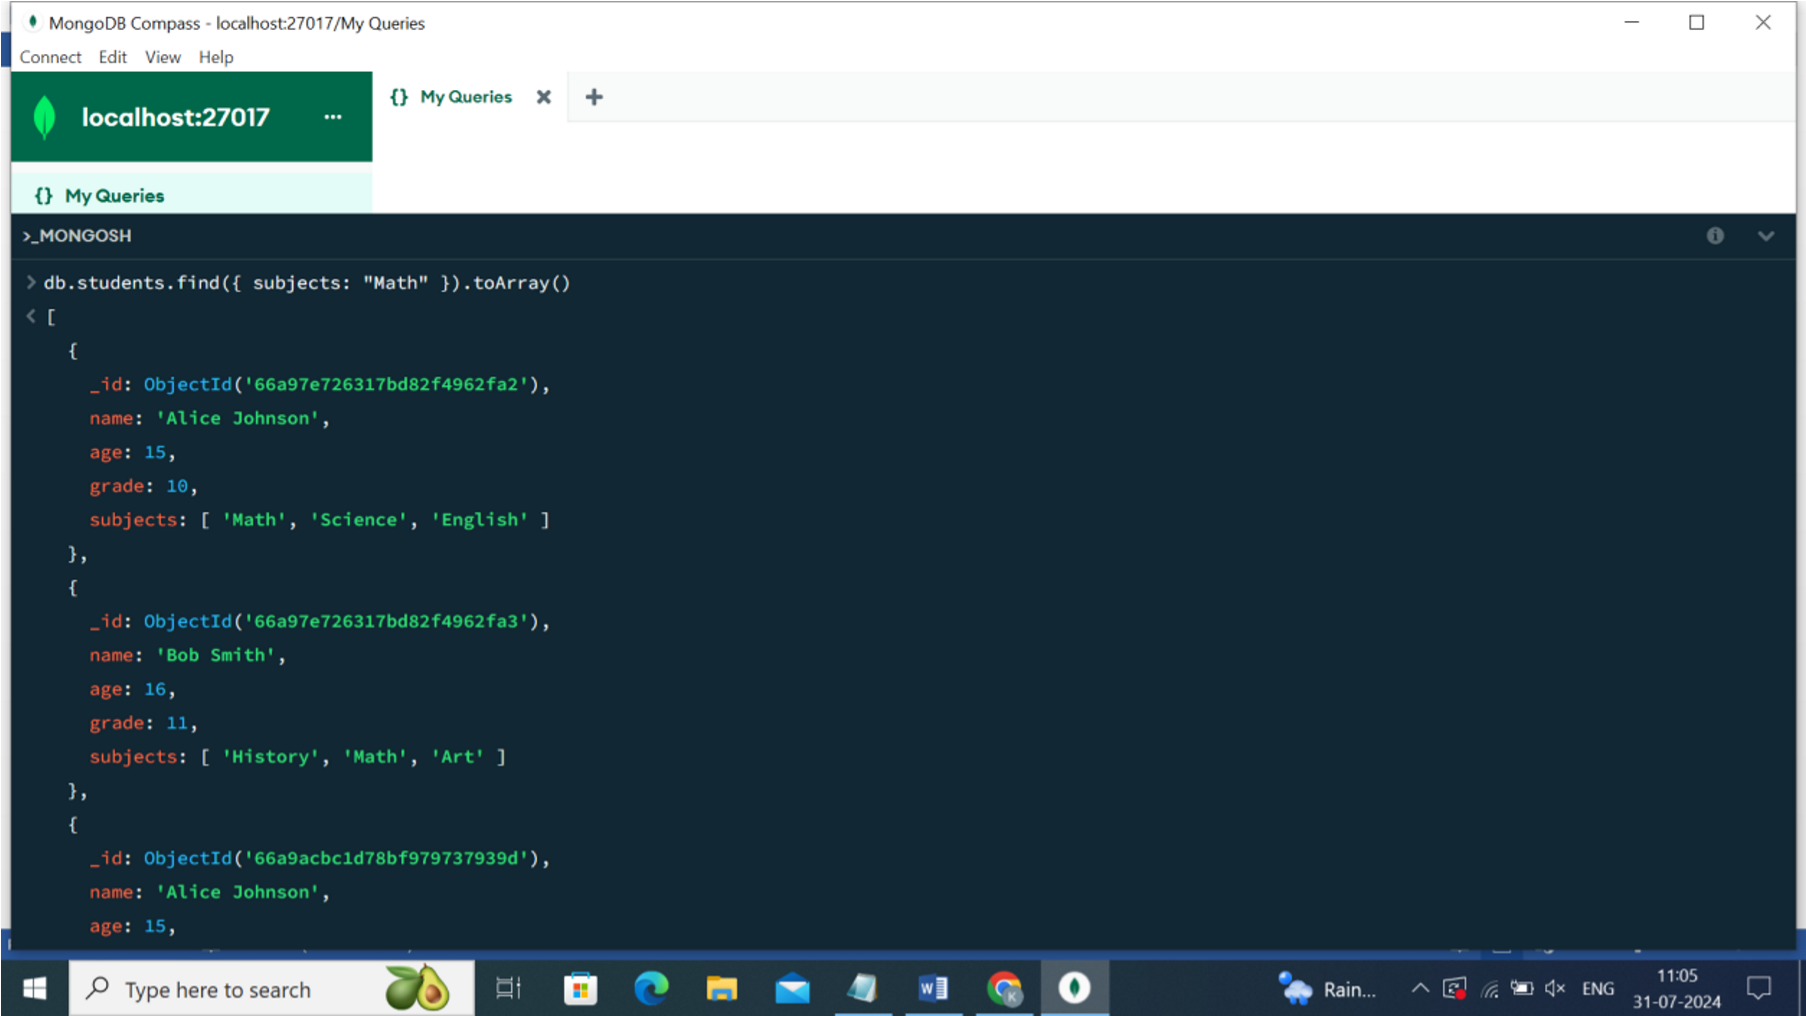 MongoDB Compass - localhost:27017/My Queries
Connect Edit View Help
localhost:27017 ...
{} My Queries
{} My Queries
>_MONGOSH
> db.students.find({ subjects: "Math" }).toArray()
< [
{
_id: ObjectId('66a97e726317bd82f4962fa2'),
name: 'Alice Johnson',
age: 15,
grade: 10,
subjects: [ 'Math', 'Science', 'English' ]
},
{
_id: ObjectId('66a97e726317bd82f4962fa3'),
name: 'Bob Smith',
age: 16,
grade: 11,
subjects: [ 'History', 'Math', 'Art' ]
},
{
_id: ObjectId('66a9acbc1d78bf979737939d'),
name: 'Alice Johnson',
age: 15,
Type here to search
W
K
Rain...
ENG
11:05
31-07-2024